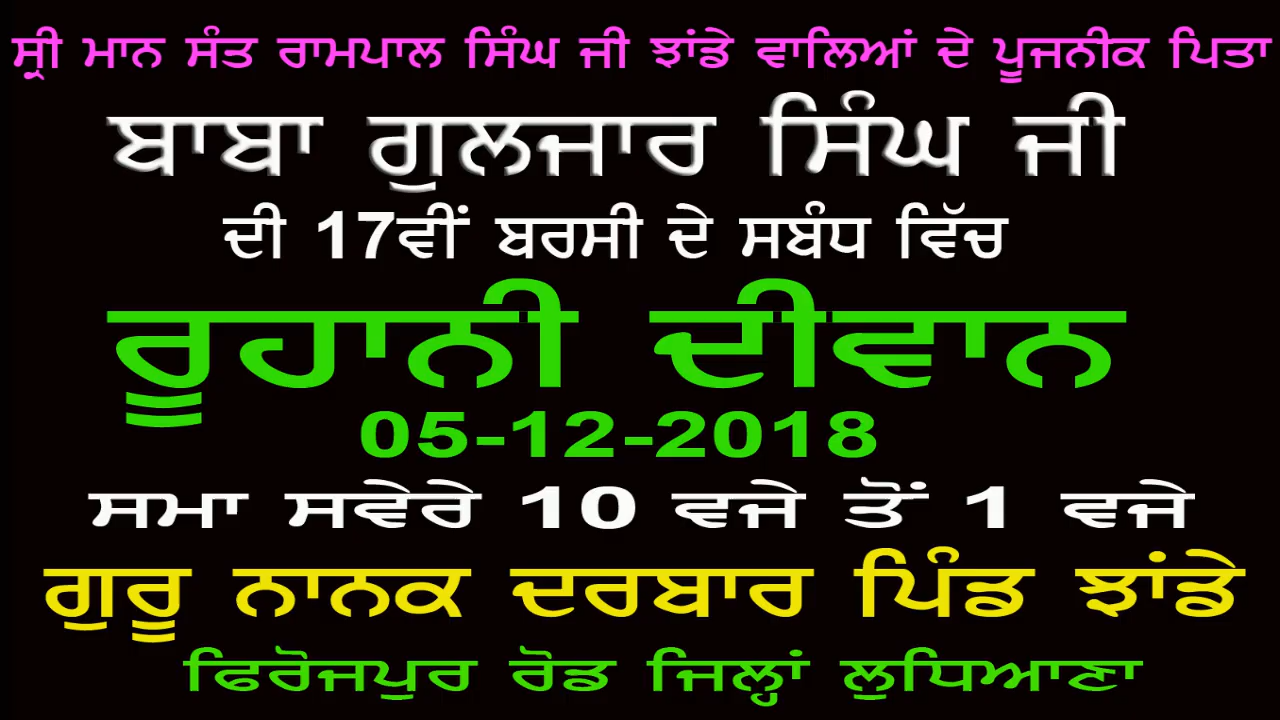 ਸ੍ਰੀ ਮਾਨ ਸੰਤ ਰਾਮਪਾਲ ਸਿੰਘ ਜੀ ਝਾਂਡੇ ਵਾਲਿਆਂ ਦੇ ਪੂਜਨੀਕ ਪਿਤਾ
ਬਾਬਾ ਗੁਲਜਾਰ ਸਿੰਘ ਜੀ
ਦੀ 17ਵੀਂ ਬਰਸੀ ਦੇ ਸਬੰਧ ਵਿੱਚ
ਰੂਹਾਨੀ ਦੀਵਾਨ
05-12-2018
ਸਮਾ ਸਵੇਰੇ 10 ਵਜੇ ਤੋਂ 1 ਵਜੇ
ਗੁਰੂ ਨਾਨਕ ਦਰਬਾਰ ਪਿੰਡ ਝਾਂਡੇ
ਫਿਰੋਜਪੁਰ ਰੋਡ ਜਿਲ੍ਹਾਂ ਲੁਧਿਆਣਾ